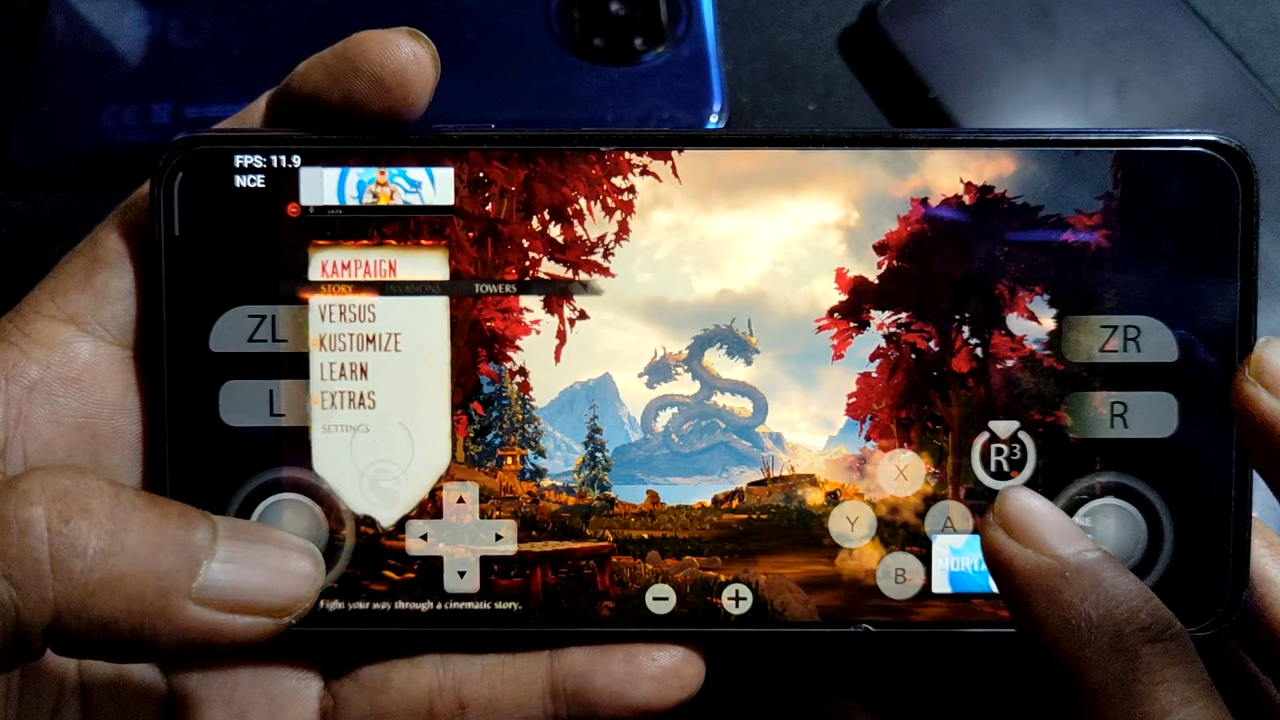 FPS: 11.9
NCE
KAMPAIGN
STORY INVASIONS TOWERS
VERSUS
KUSTOMIZE
LEARN
EXTRAS
SETTINGS
ZL
L
ZR
R
R3
X
Y
A
B
Fight your way through a cinematic story.